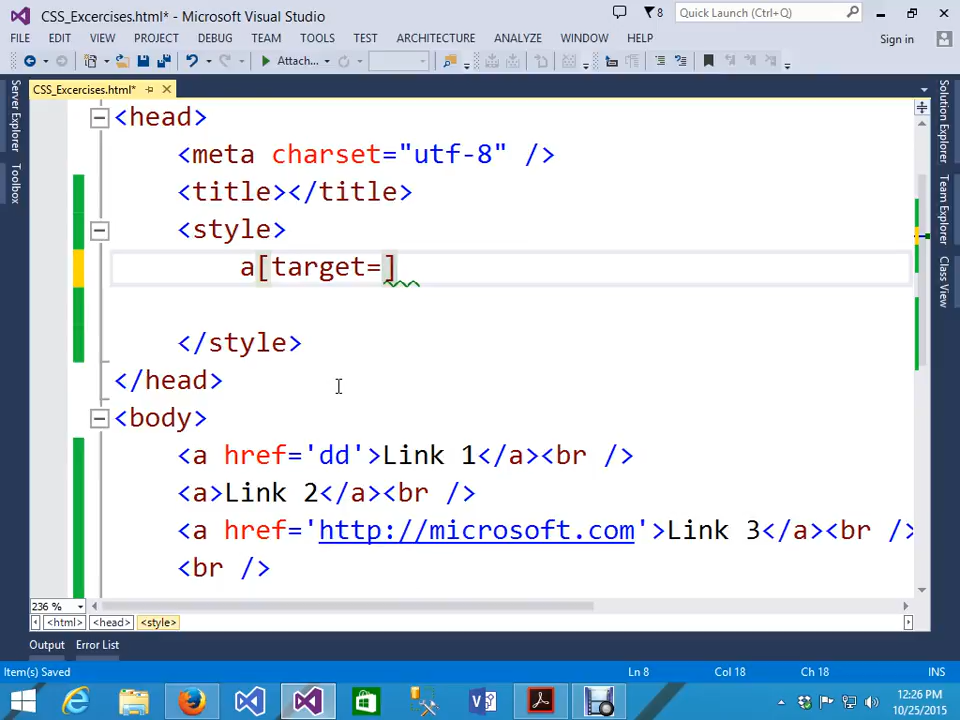 CSS_Excercises.html* - Microsoft Visual Studio
8
Quick Launch (Ctrl+Q)
FILE EDIT VIEW PROJECT DEBUG TEAM TOOLS TEST ARCHITECTURE ANALYZE WINDOW HELP Sign in
Attach...
CSS_Excercises.html*
Server Explorer
Toolbox
Solution Explorer
Team Explorer
Class View
<head>
<meta charset="utf-8" />
<title></title>
<style>
a[target=]
</style>
</head>
<body>
<a href='dd'>Link 1</a><br />
<a>Link 2</a><br />
<a href='http://microsoft.com'>Link 3</a><br />
<br />
236 %
<html> <head> <style>
Output Error List
Item(s) Saved Ln 8 Col 18 Ch 18 INS
12:26 PM
10/25/2015